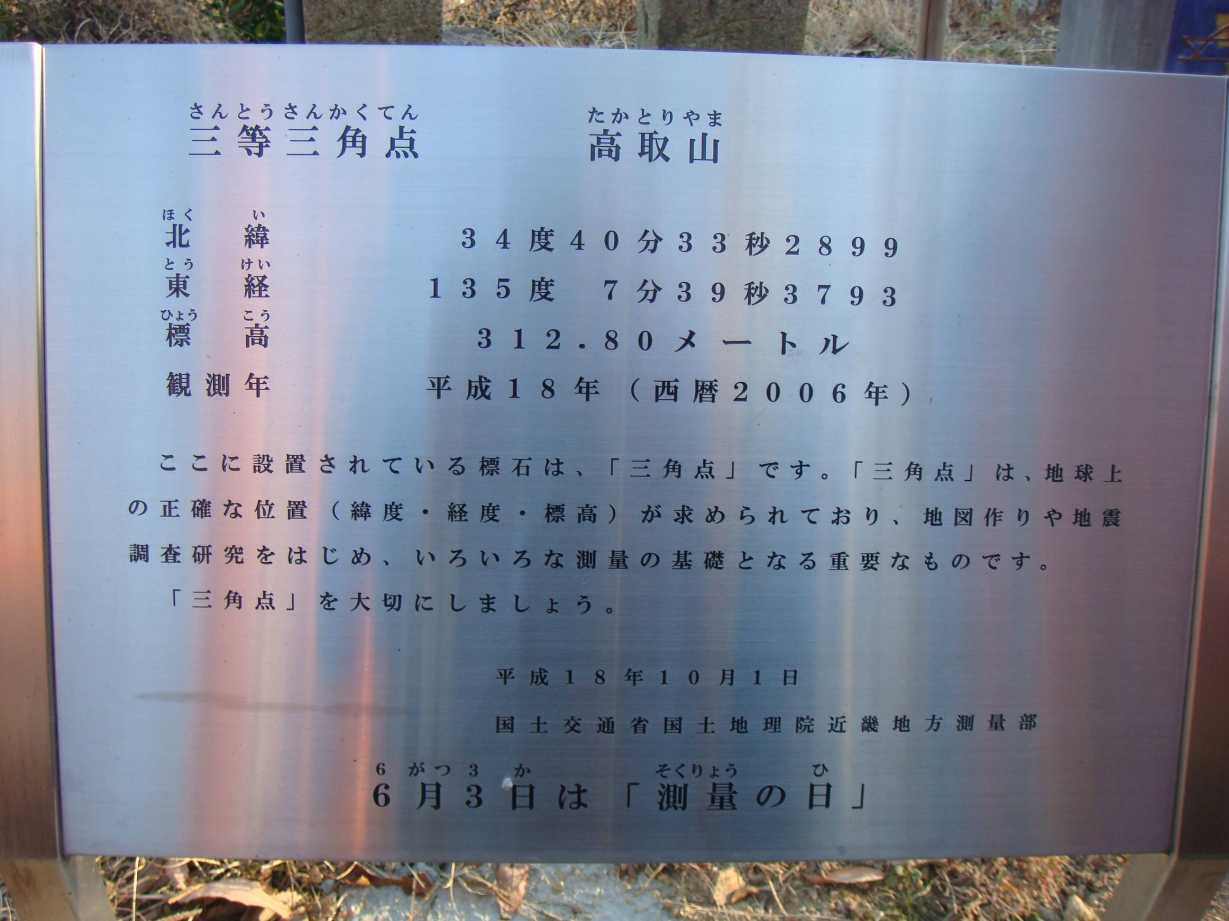 さんとうさんかくてん　たかとりやま
三等三角点　高取山
ほくい
北緯　34度40分33秒2899
とうけい
東経　135度　7分39秒3793
ひょうこう
標高　312.80メートル
観測年　平成18年（西暦2006年）
ここに設置されている標石は、「三角点」です。「三角点」は、地球上
の正確な位置（緯度・経度・標高）が求められており、地図作りや地震
調査研究をはじめ、いろいろな測量の基礎となる重要なものです。
「三角点」を大切にしましょう。
平成18年10月1日
国土交通省国土地理院近畿地方測量部
6がつ3か　そくりょう　ひ
6月3日は「測量の日」